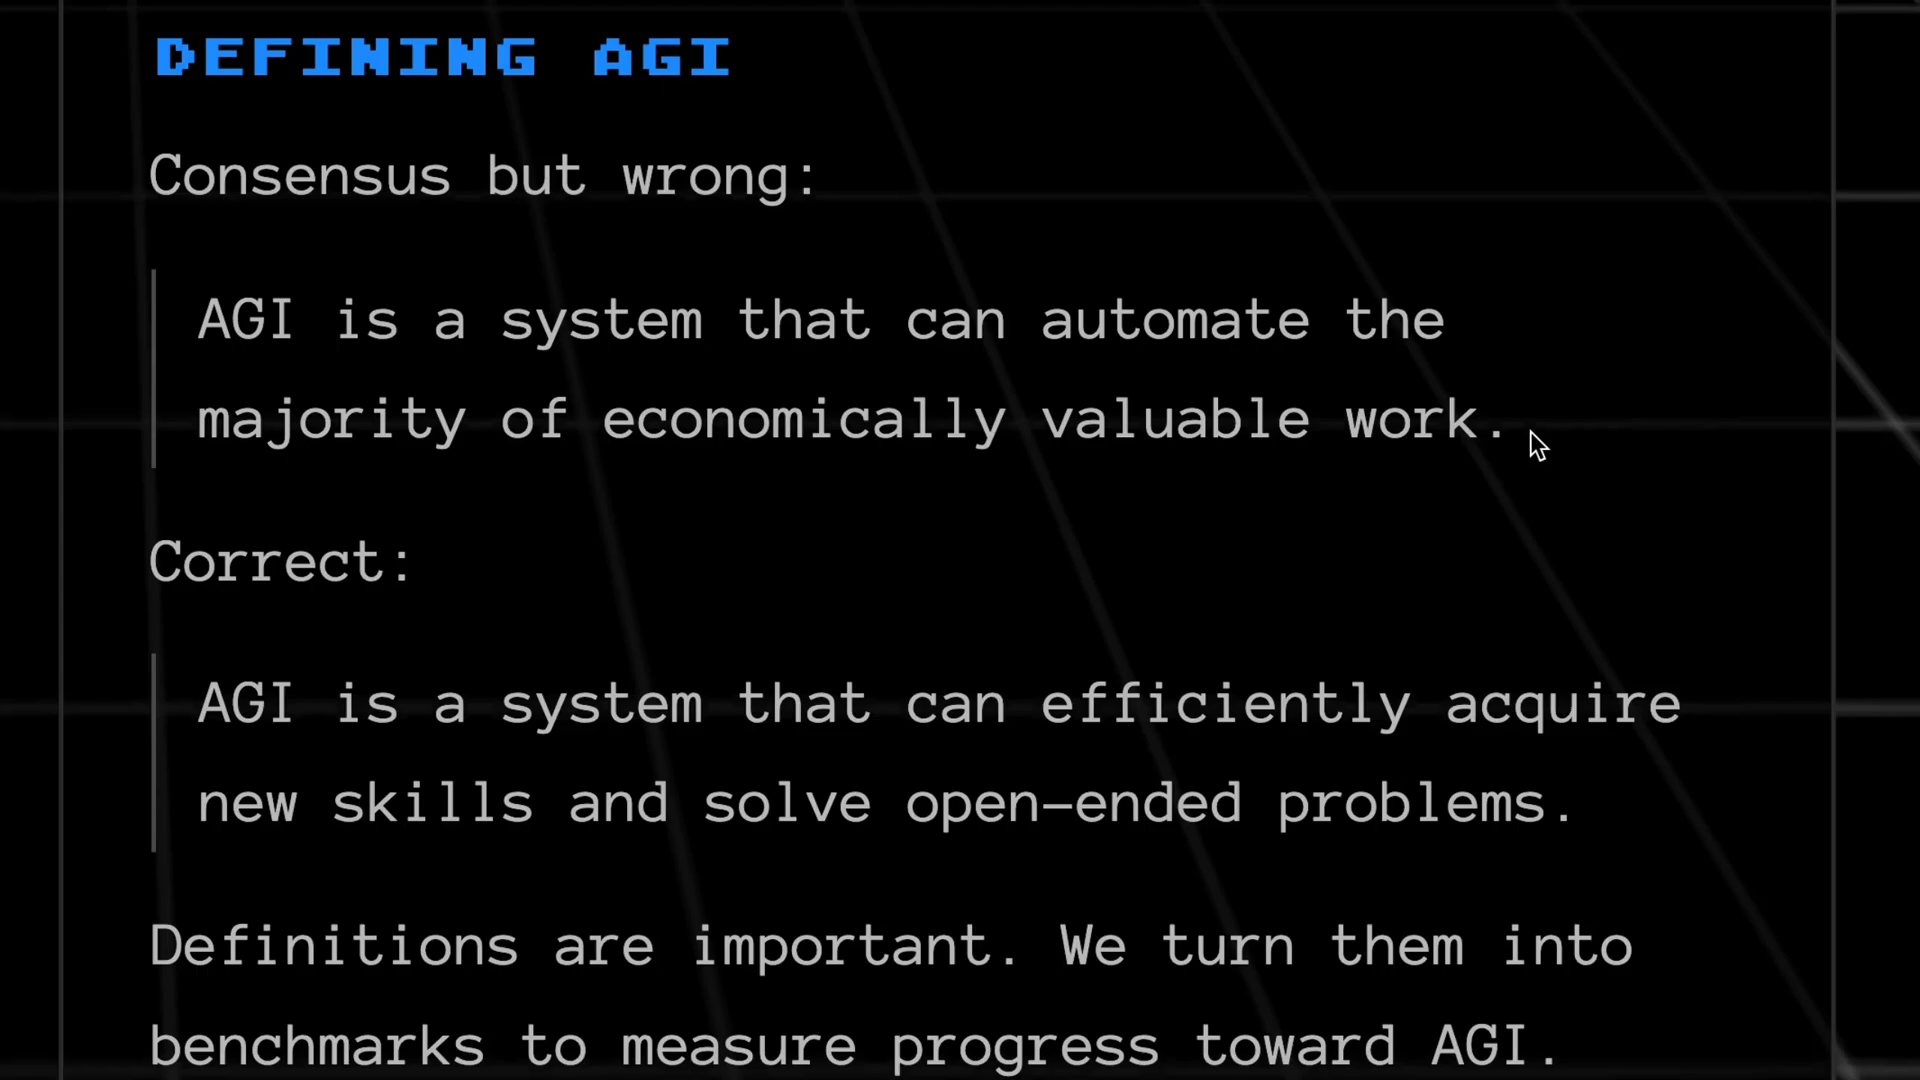 DEFINING AGI
Consensus but wrong:
AGI is a system that can automate the
majority of economically valuable work.
Correct:
AGI is a system that can efficiently acquire
new skills and solve open-ended problems.
Definitions are important. We turn them into
benchmarks to measure progress toward AGI.